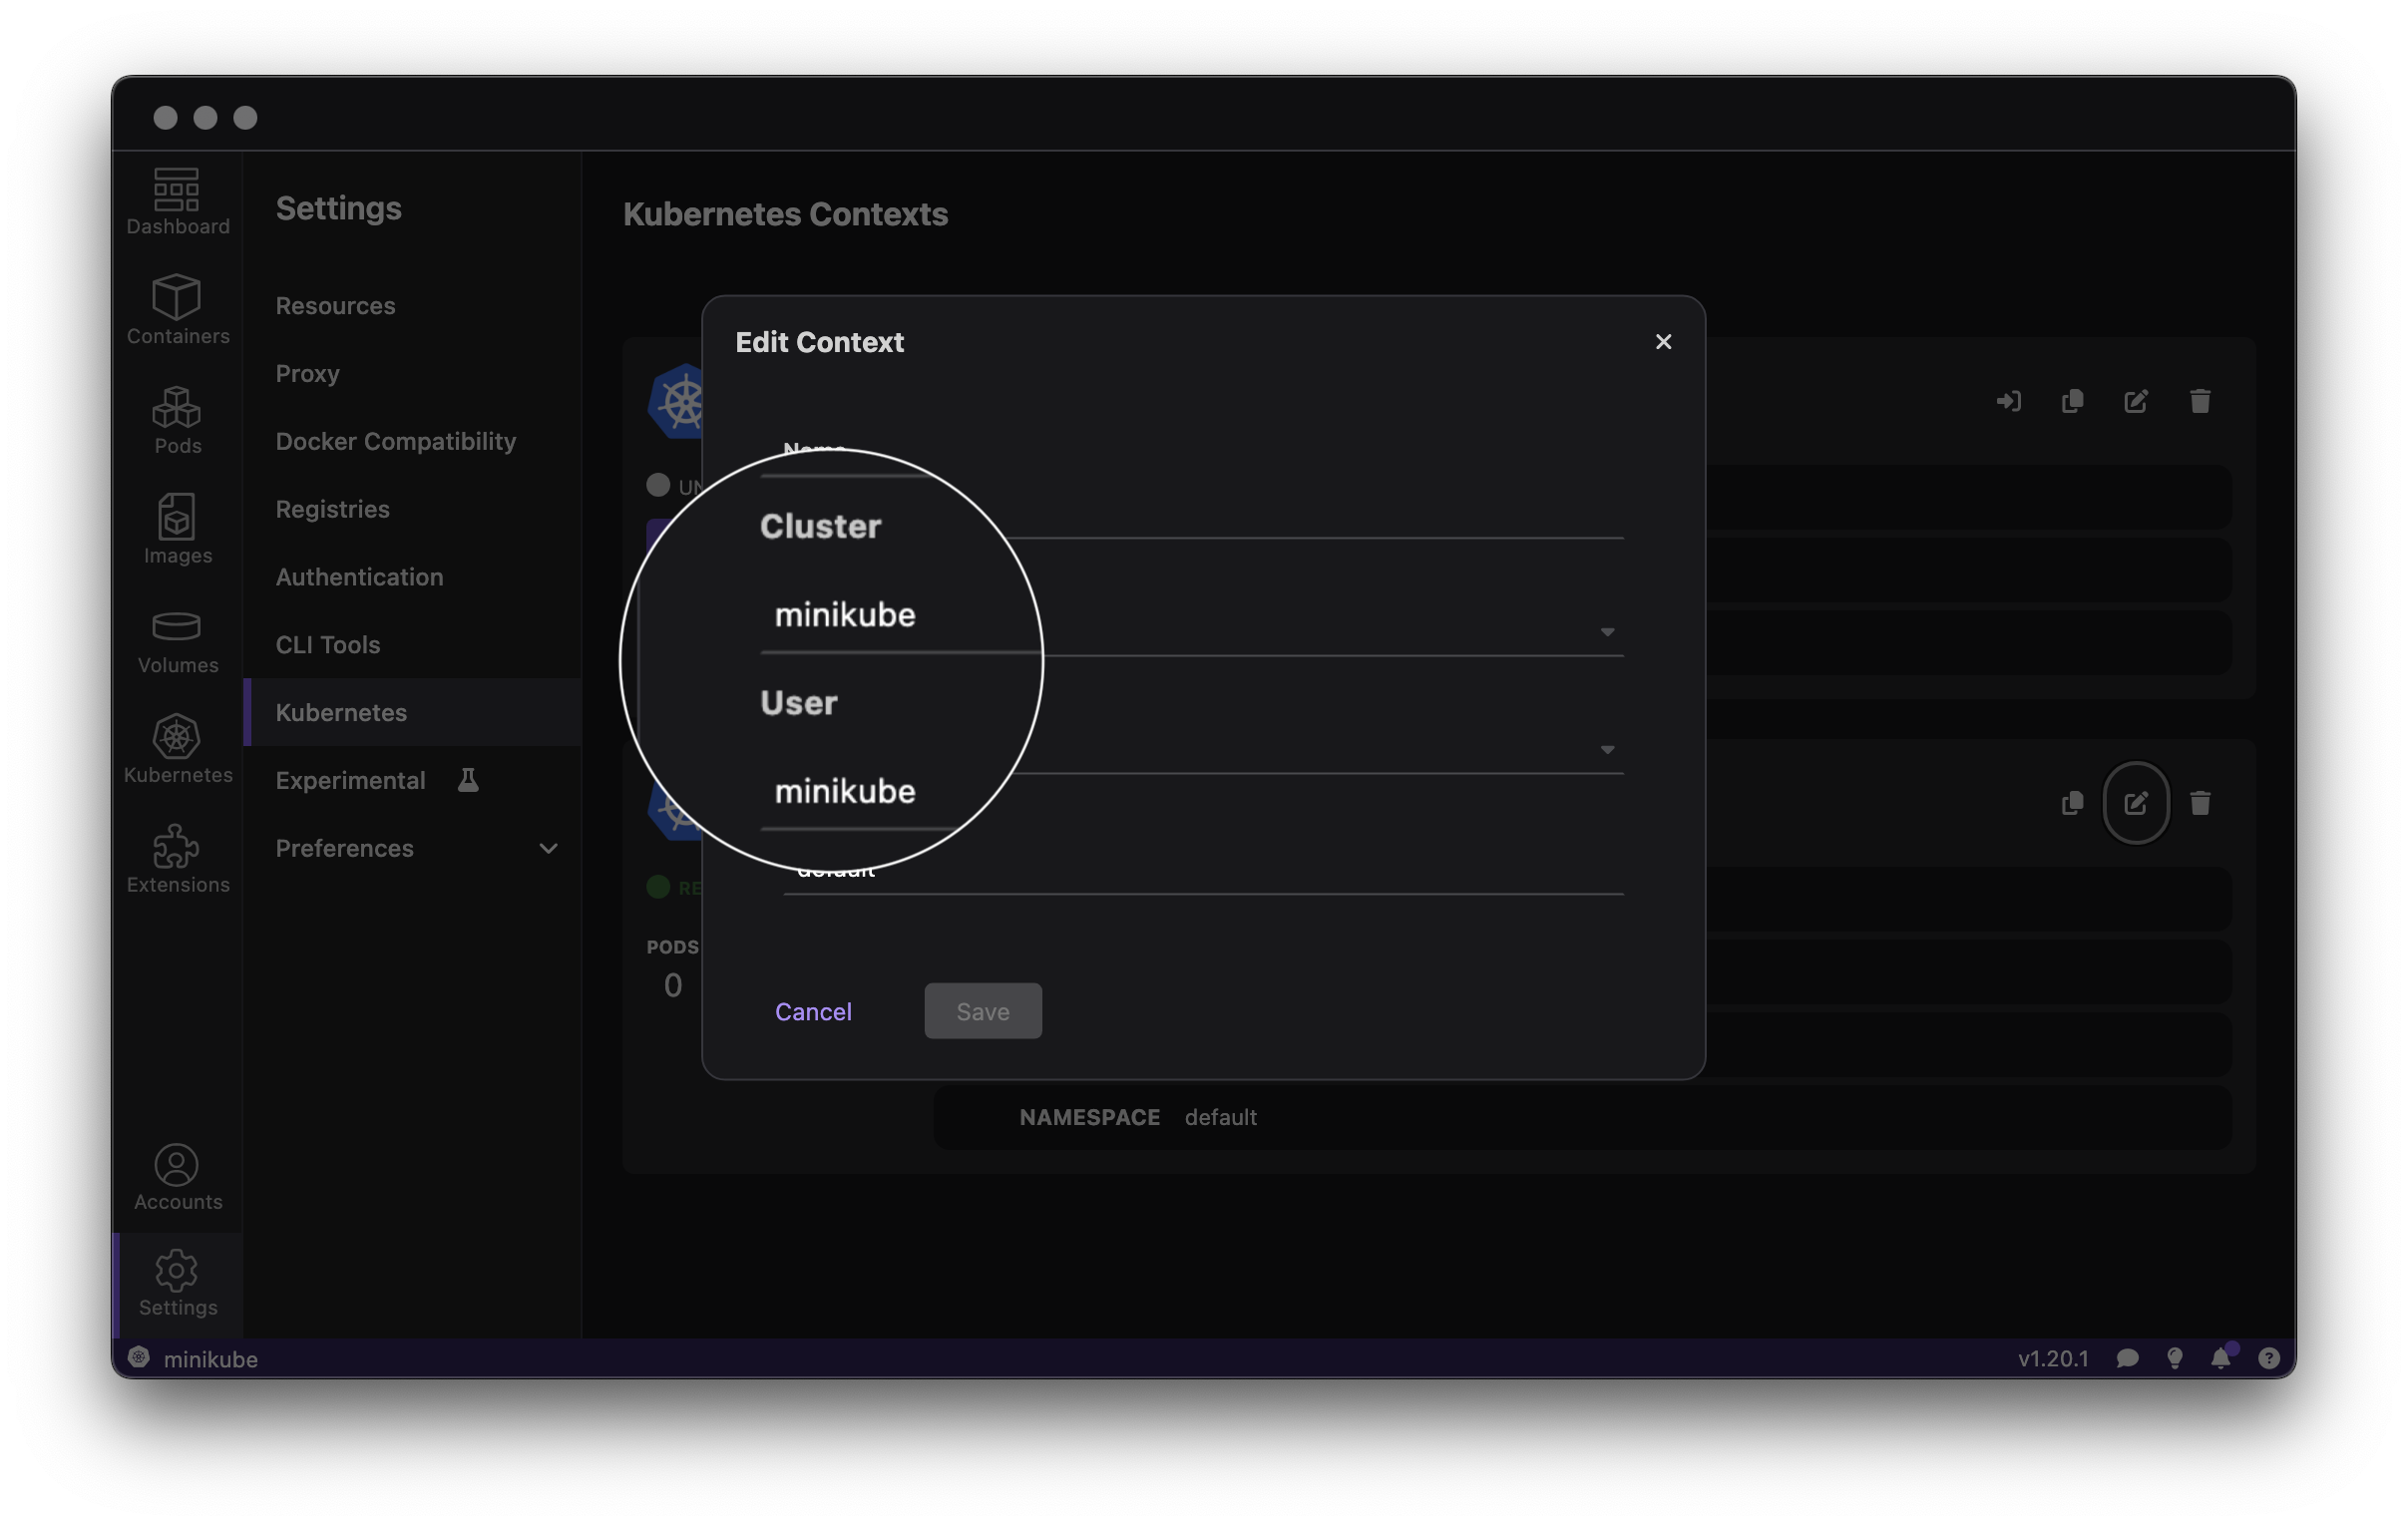 Dashboard
Containers
Pods
Images
Volumes
Kubernetes
Extensions
Accounts
Settings
Settings
Resources
Proxy
Docker Compatibility
Registries
Authentication
CLI Tools
Kubernetes
Experimental
Preferences
Kubernetes Contexts
UN
RE
PODS
0
Edit Context
Name
Cluster
minikube
User
minikube
default
Cancel
Save
NAMESPACE default
minikube
v1.20.1